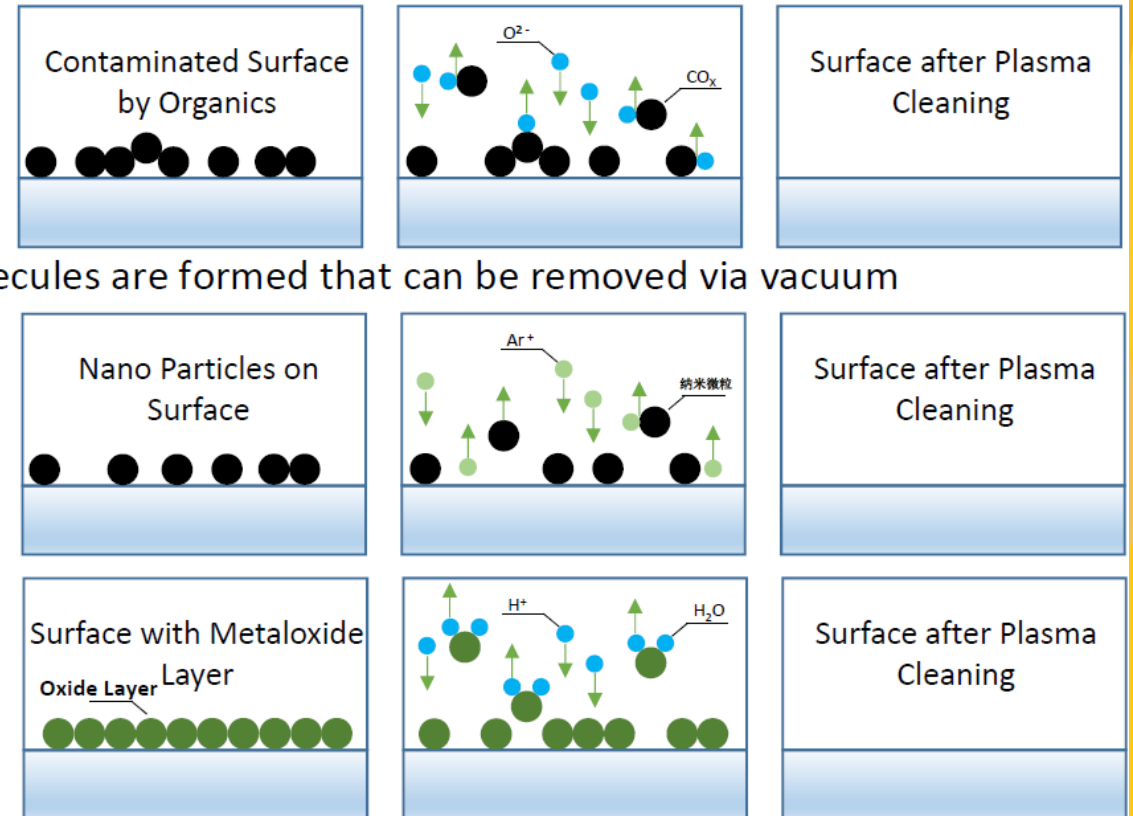 Contaminated Surface
by Organics
O²⁻
COₓ
Surface after Plasma
Cleaning
ecules are formed that can be removed via vacuum
Nano Particles on
Surface
Ar⁺
納米微粒
Surface after Plasma
Cleaning
Surface with Metaloxide
Layer
Oxide Layer
H⁺
H₂O
Surface after Plasma
Cleaning